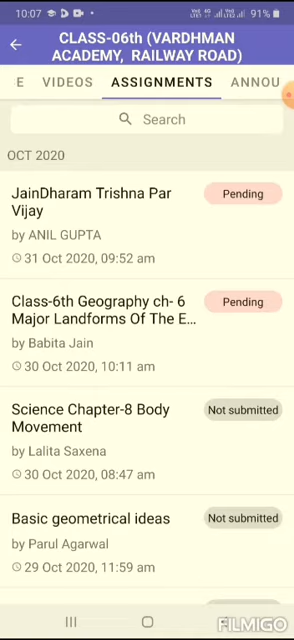 10:07
91%
CLASS-06th (VARDHMAN
ACADEMY, RAILWAY ROAD)
E VIDEOS ASSIGNMENTS ANNOU
Search
OCT 2020
JainDharam Trishna Par
Vijay
Pending
by ANIL GUPTA
31 Oct 2020, 09:52 am
Class-6th Geography ch- 6
Major Landforms Of The E...
Pending
by Babita Jain
30 Oct 2020, 10:11 am
Science Chapter-8 Body
Movement
Not submitted
by Lalita Saxena
30 Oct 2020, 08:47 am
Basic geometrical ideas
Not submitted
by Parul Agarwal
29 Oct 2020, 11:59 am
FILMIGO